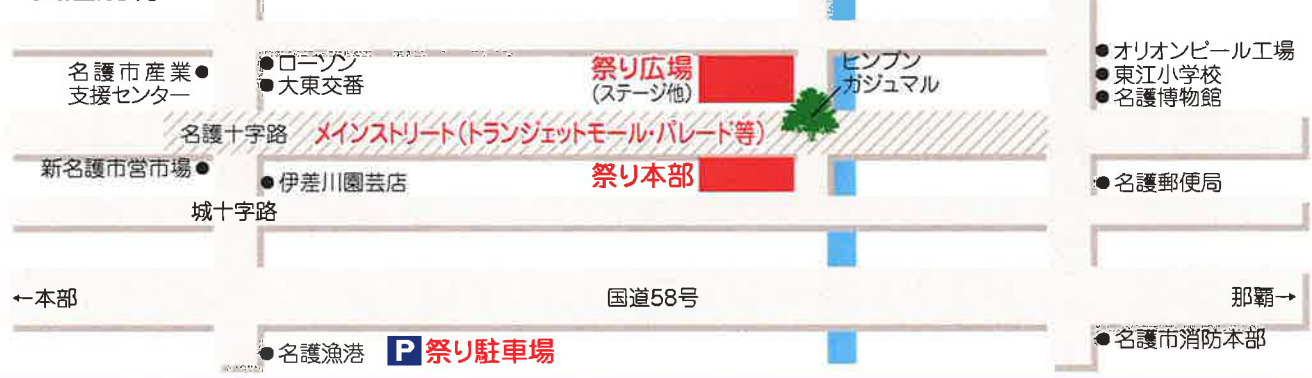 名護市産業
支援センター
ローソン
大東交番
祭り広場
(ステージ他)
ヒンプン
ガジュマル
オリオンビール工場
東江小学校
名護博物館
名護十字路
メインストリート(トランジェットモール・パレード等)
新名護市営市場
伊差川園芸店
祭り本部
名護郵便局
城十字路
←本部
国道58号
那覇→
名護漁港
P 祭り駐車場
名護市消防本部